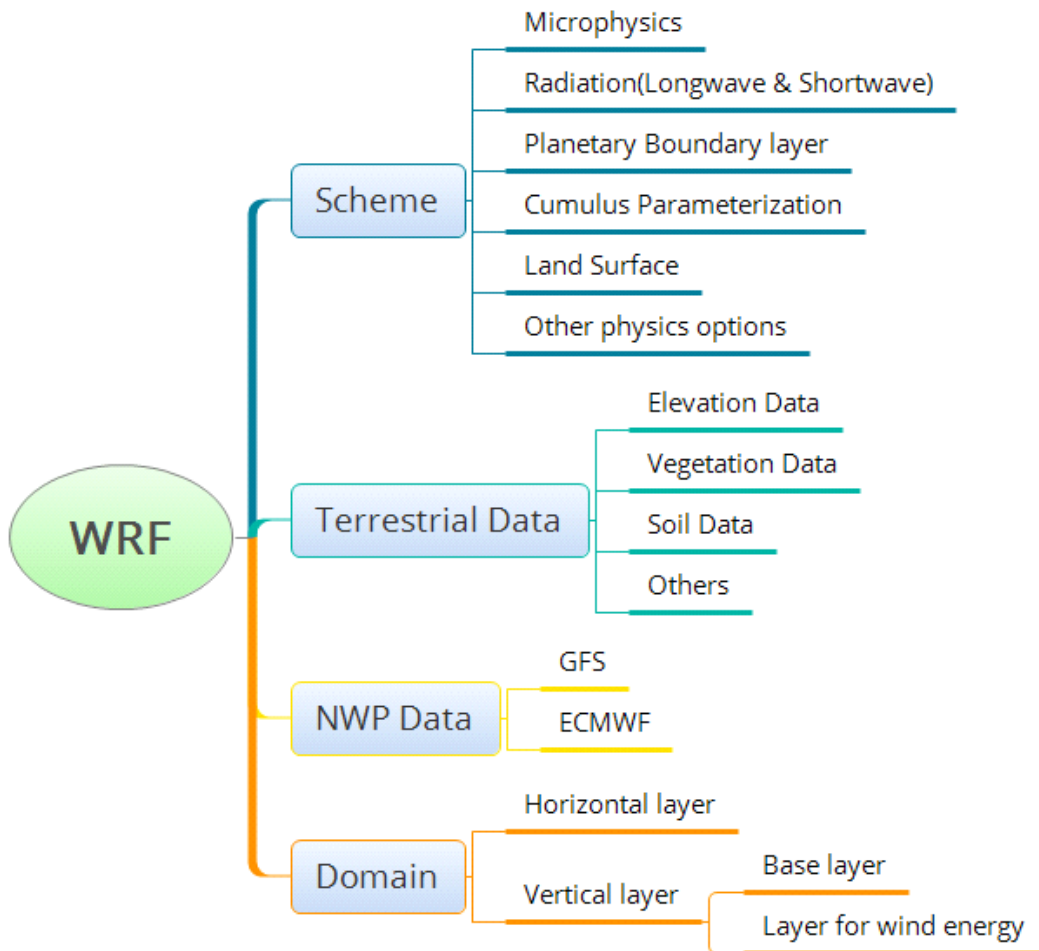 WRF
Scheme
Microphysics
Radiation(Longwave & Shortwave)
Planetary Boundary layer
Cumulus Parameterization
Land Surface
Other physics options
Terrestrial Data
Elevation Data
Vegetation Data
Soil Data
Others
NWP Data
GFS
ECMWF
Domain
Horizontal layer
Vertical layer
Base layer
Layer for wind energy